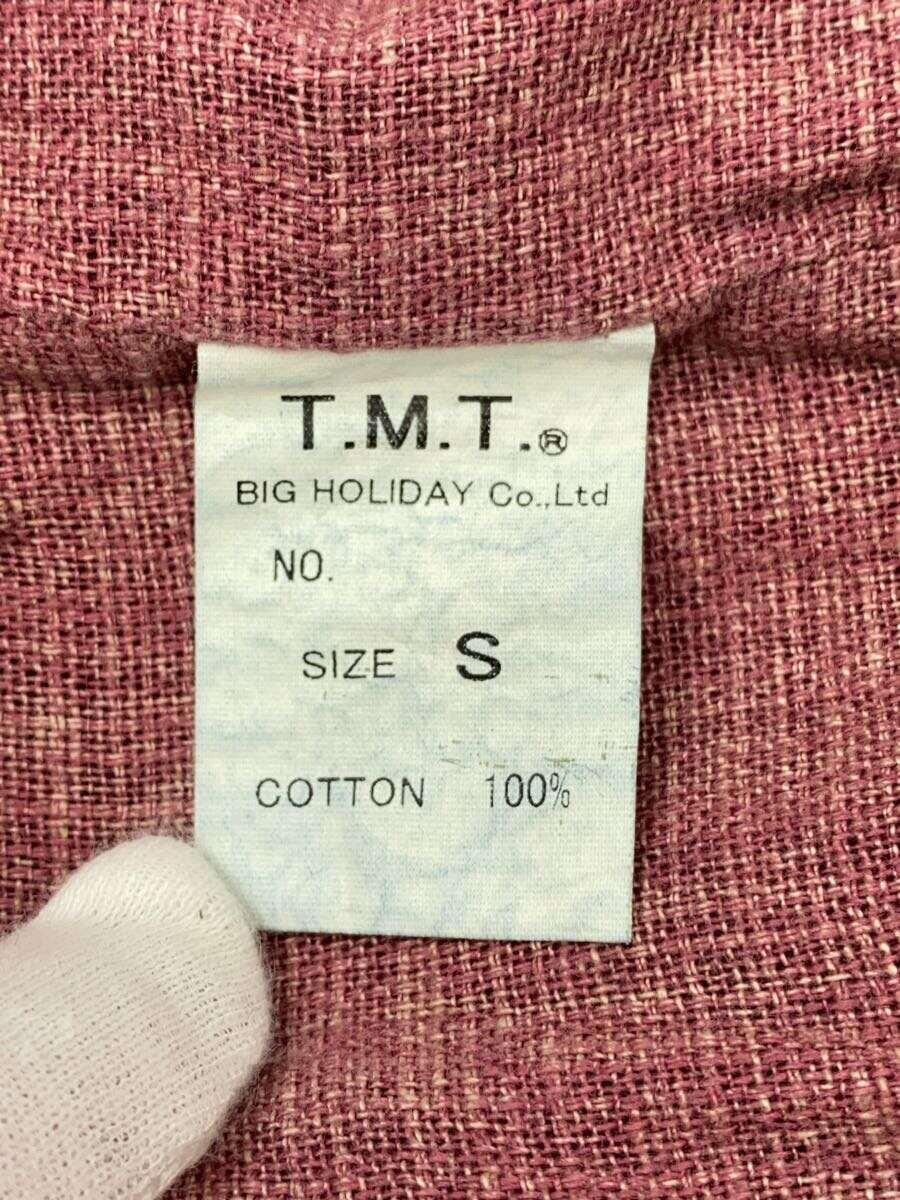 T.M.T.®
BIG HOLIDAY Co.,Ltd
NO.
SIZE S
COTTON 100%